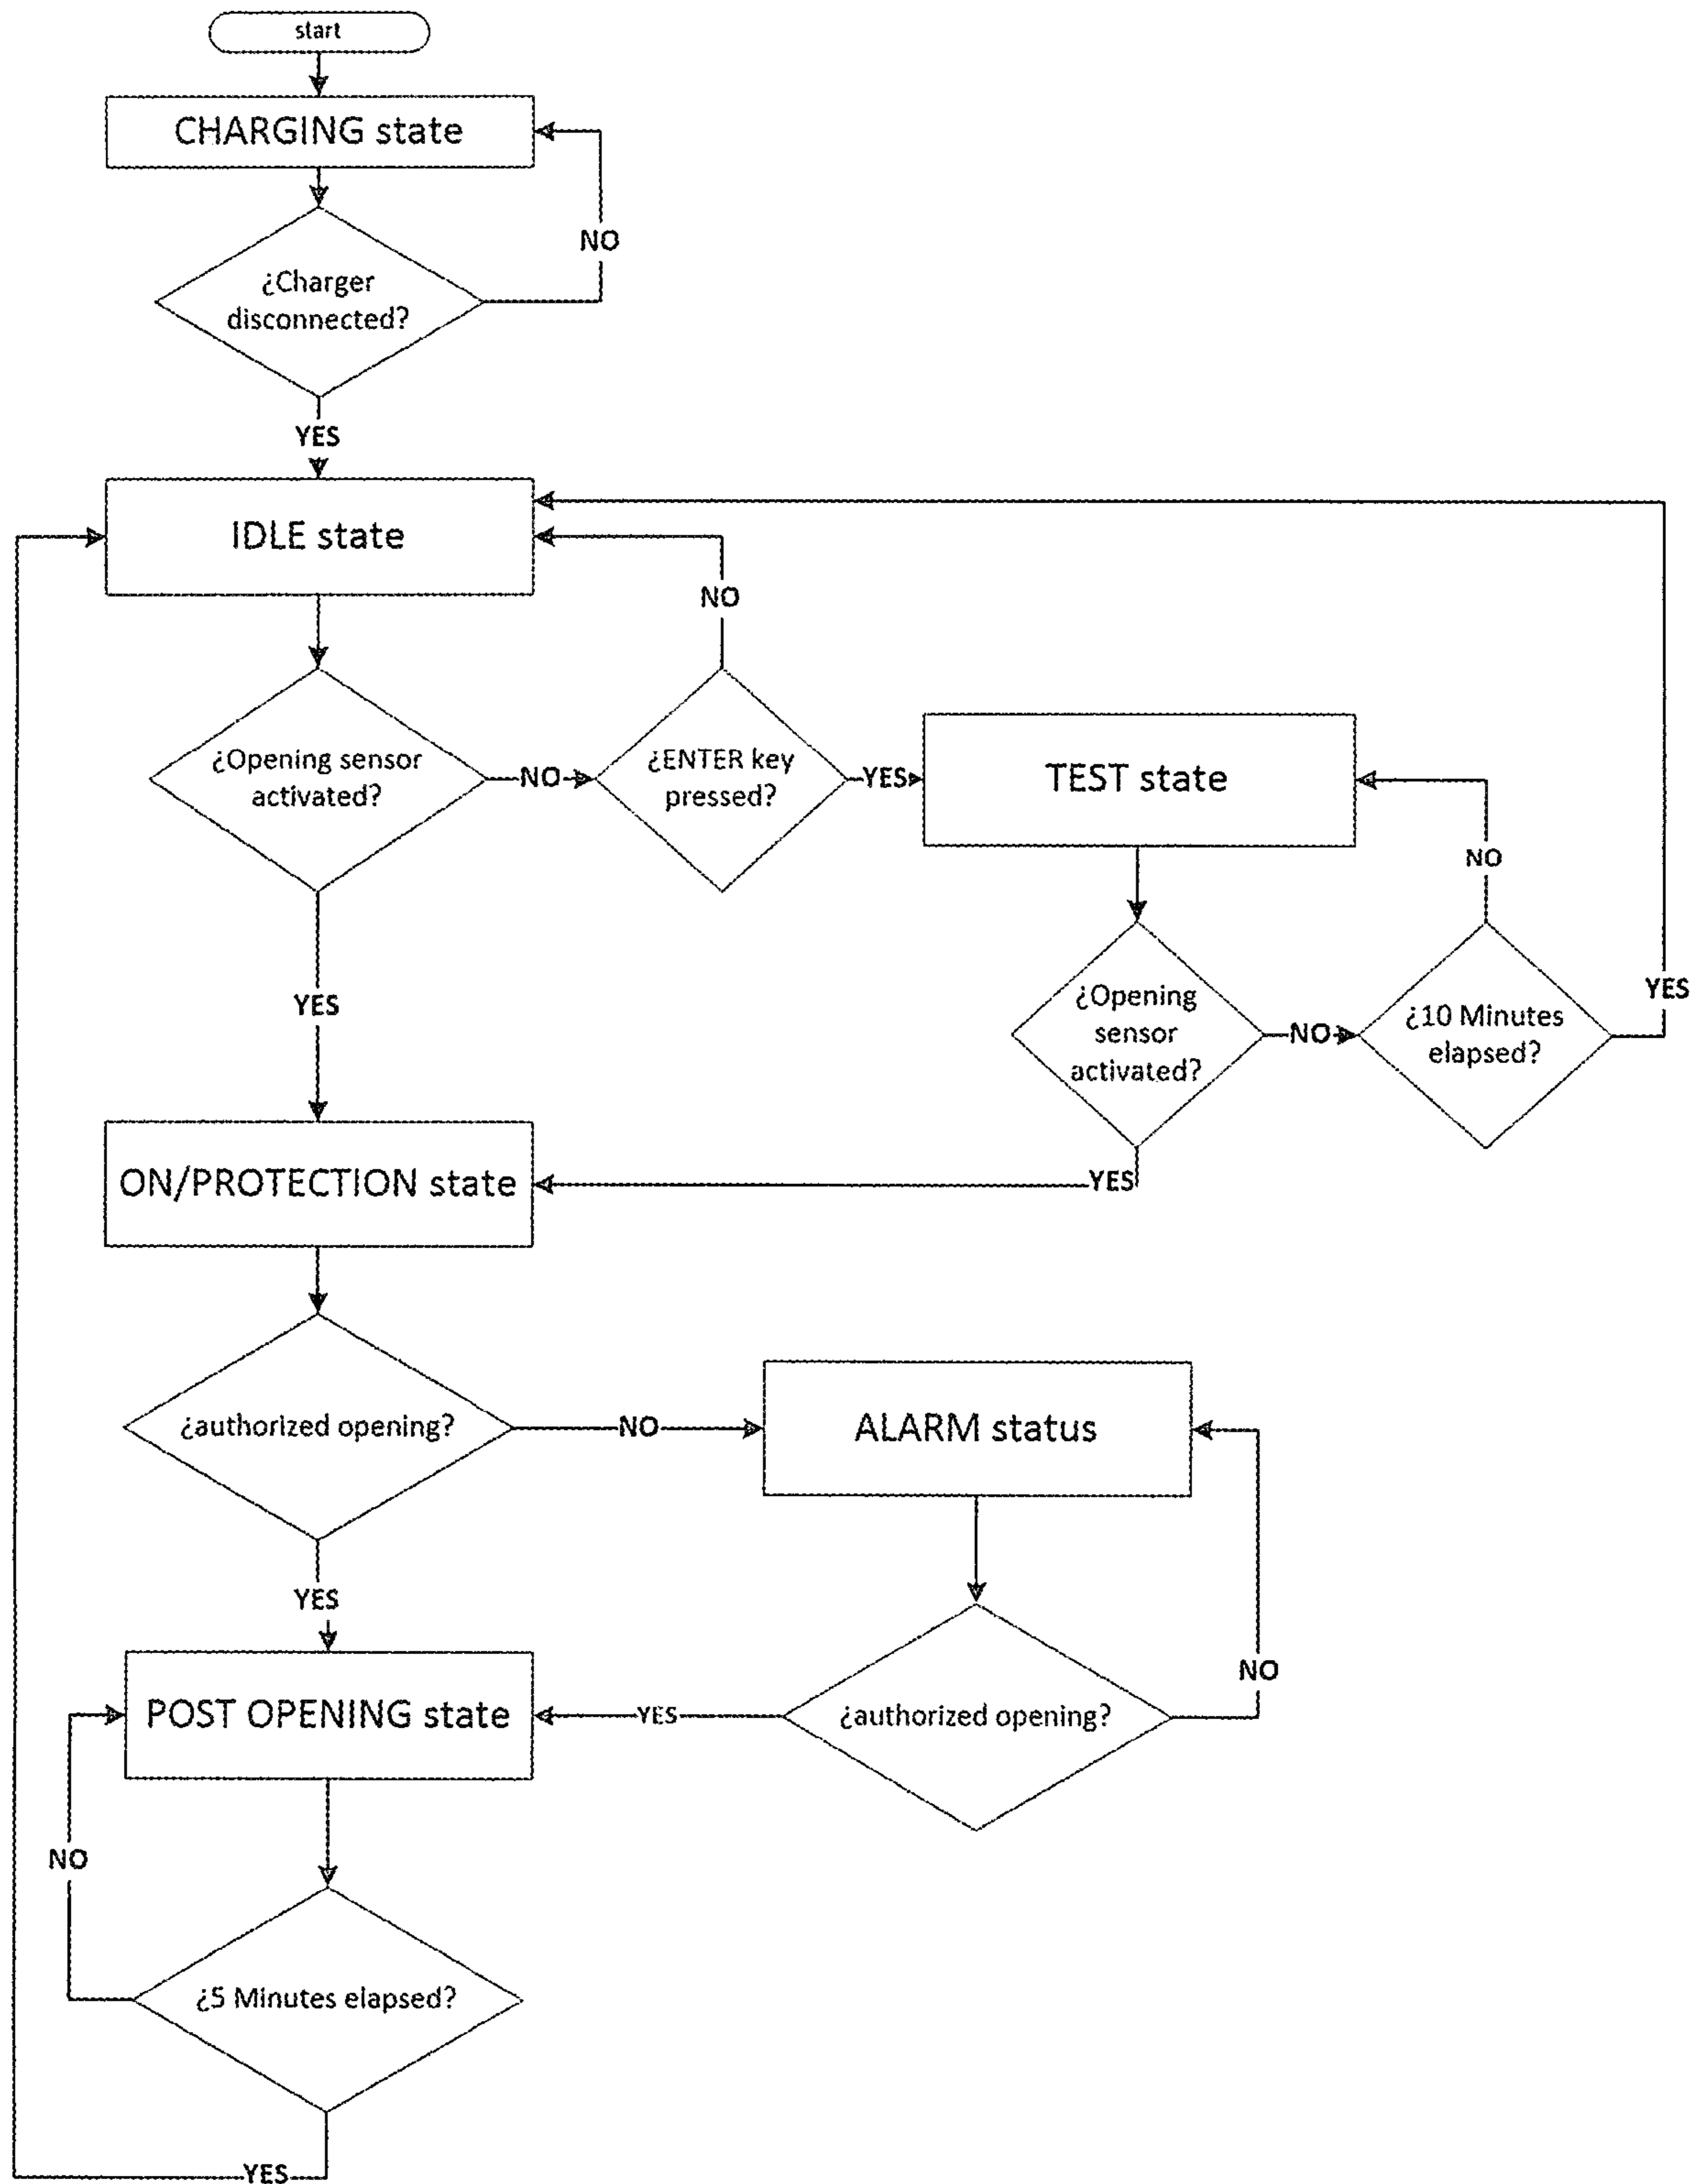 start
CHARGING state
NO
¿Charger
disconnected?
YES
IDLE state
NO
¿Opening sensor
activated?
NO
¿ENTER key
pressed?
YES
TEST state
NO
YES
¿Opening
sensor
activated?
NO
¿10 Minutes
elapsed?
YES
ON/PROTECTION state
YES
¿authorized opening?
NO
ALARM status
YES
NO
POST OPENING state
YES
¿authorized opening?
NO
¿5 Minutes elapsed?
YES